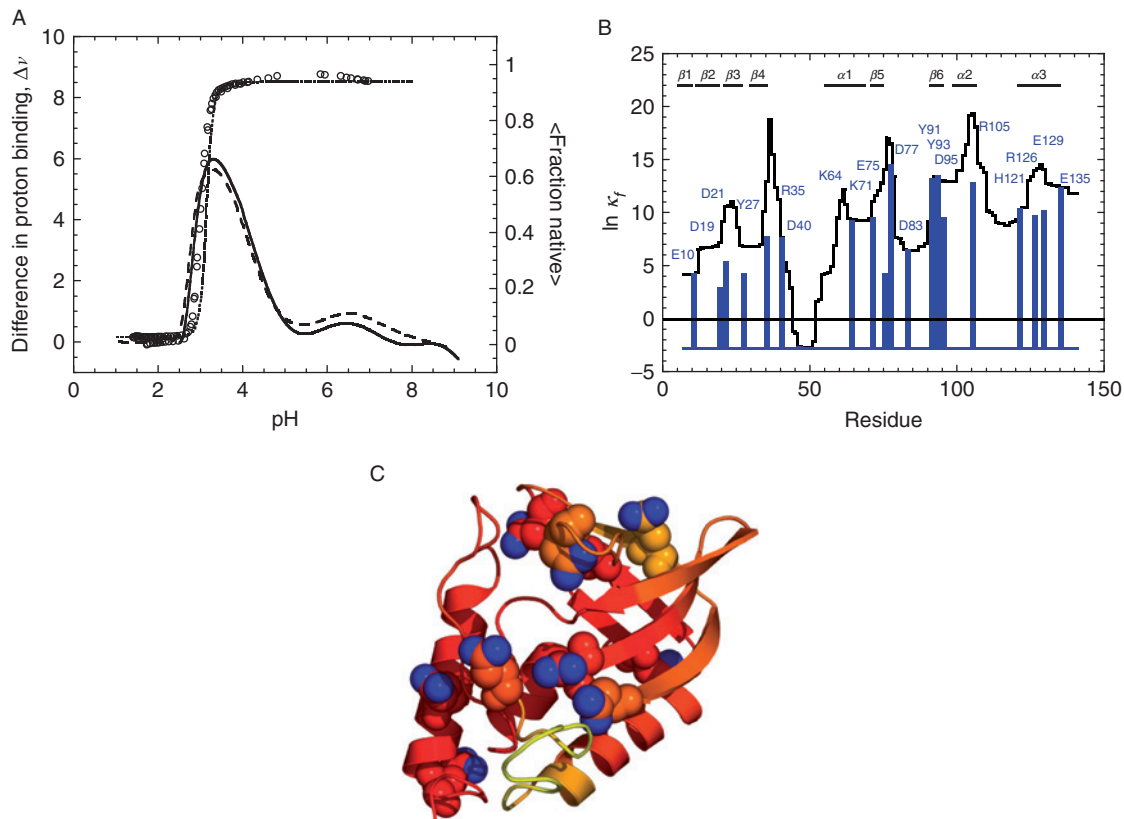 A
Difference in proton binding, Δν
10
8
6
4
2
0
0
2
4
6
8
10
pH
1
0.8
0.6
0.4
0.2
0
<Fraction native>
B
ln κf
25
20
15
10
5
0
−5
0
50
100
150
Residue
β1
β2
β3
β4
α1
β5
β6
α2
α3
E10
D19
D21
Y27
R35
D40
K64
K71
E75
D77
D83
Y91
Y93
D95
R105
H121
R126
E129
E135
C